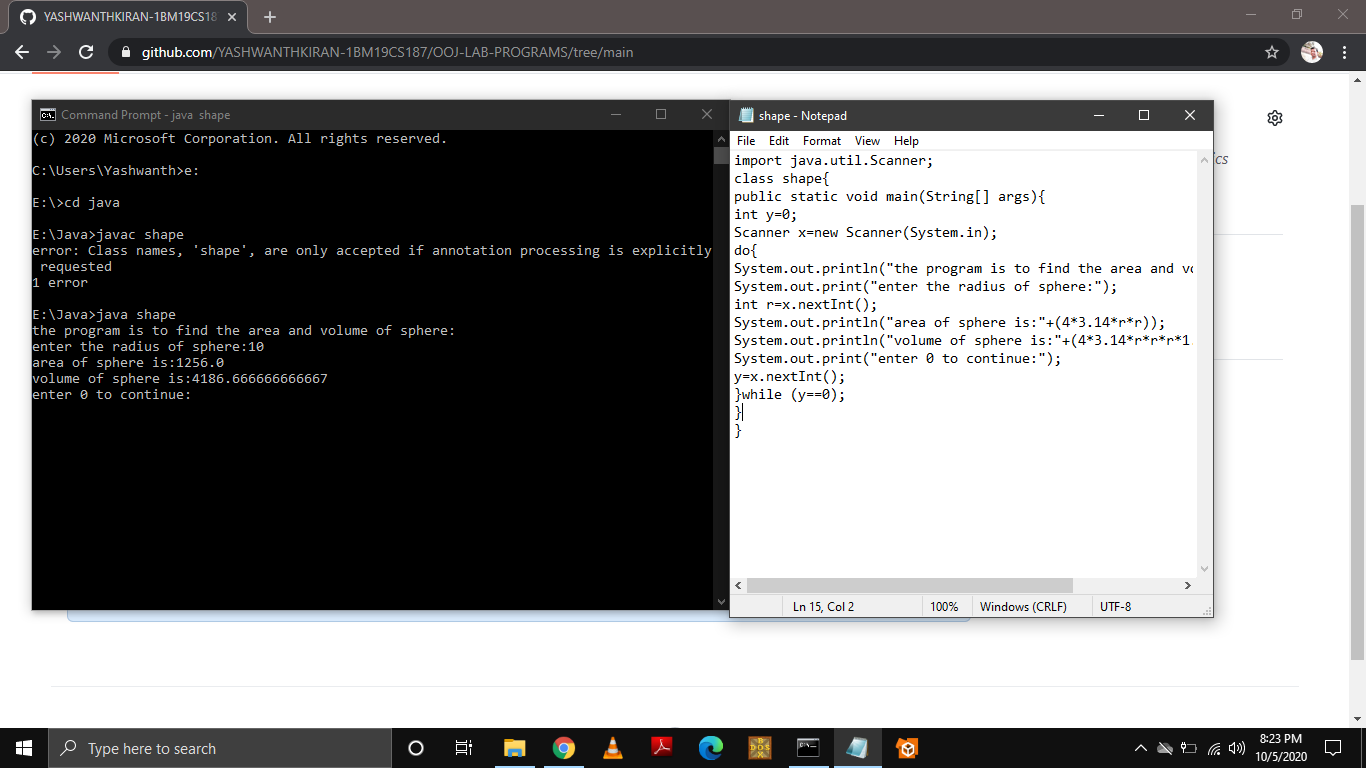 YASHWANTHKIRAN-1BM19CS18
github.com/YASHWANTHKIRAN-1BM19CS187/OOJ-LAB-PROGRAMS/tree/main
Command Prompt - java shape
(c) 2020 Microsoft Corporation. All rights reserved.
C:\Users\Yashwanth>e:
E:\>cd java
E:\Java>javac shape
error: Class names, 'shape', are only accepted if annotation processing is explicitly
requested
1 error
E:\Java>java shape
the program is to find the area and volume of sphere:
enter the radius of sphere:10
area of sphere is:1256.0
volume of sphere is:4186.666666666667
enter 0 to continue:
shape - Notepad
File Edit Format View Help
import java.util.Scanner;
class shape{
public static void main(String[] args){
int y=0;
Scanner x=new Scanner(System.in);
do{
System.out.println("the program is to find the area and vo
System.out.print("enter the radius of sphere:");
int r=x.nextInt();
System.out.println("area of sphere is:"+(4*3.14*r*r));
System.out.println("volume of sphere is:"+(4*3.14*r*r*r*1.
System.out.print("enter 0 to continue:");
y=x.nextInt();
}while (y==0);
}
}
Ln 15, Col 2 100% Windows (CRLF) UTF-8
cs
Type here to search
DOS
8:23 PM
10/5/2020